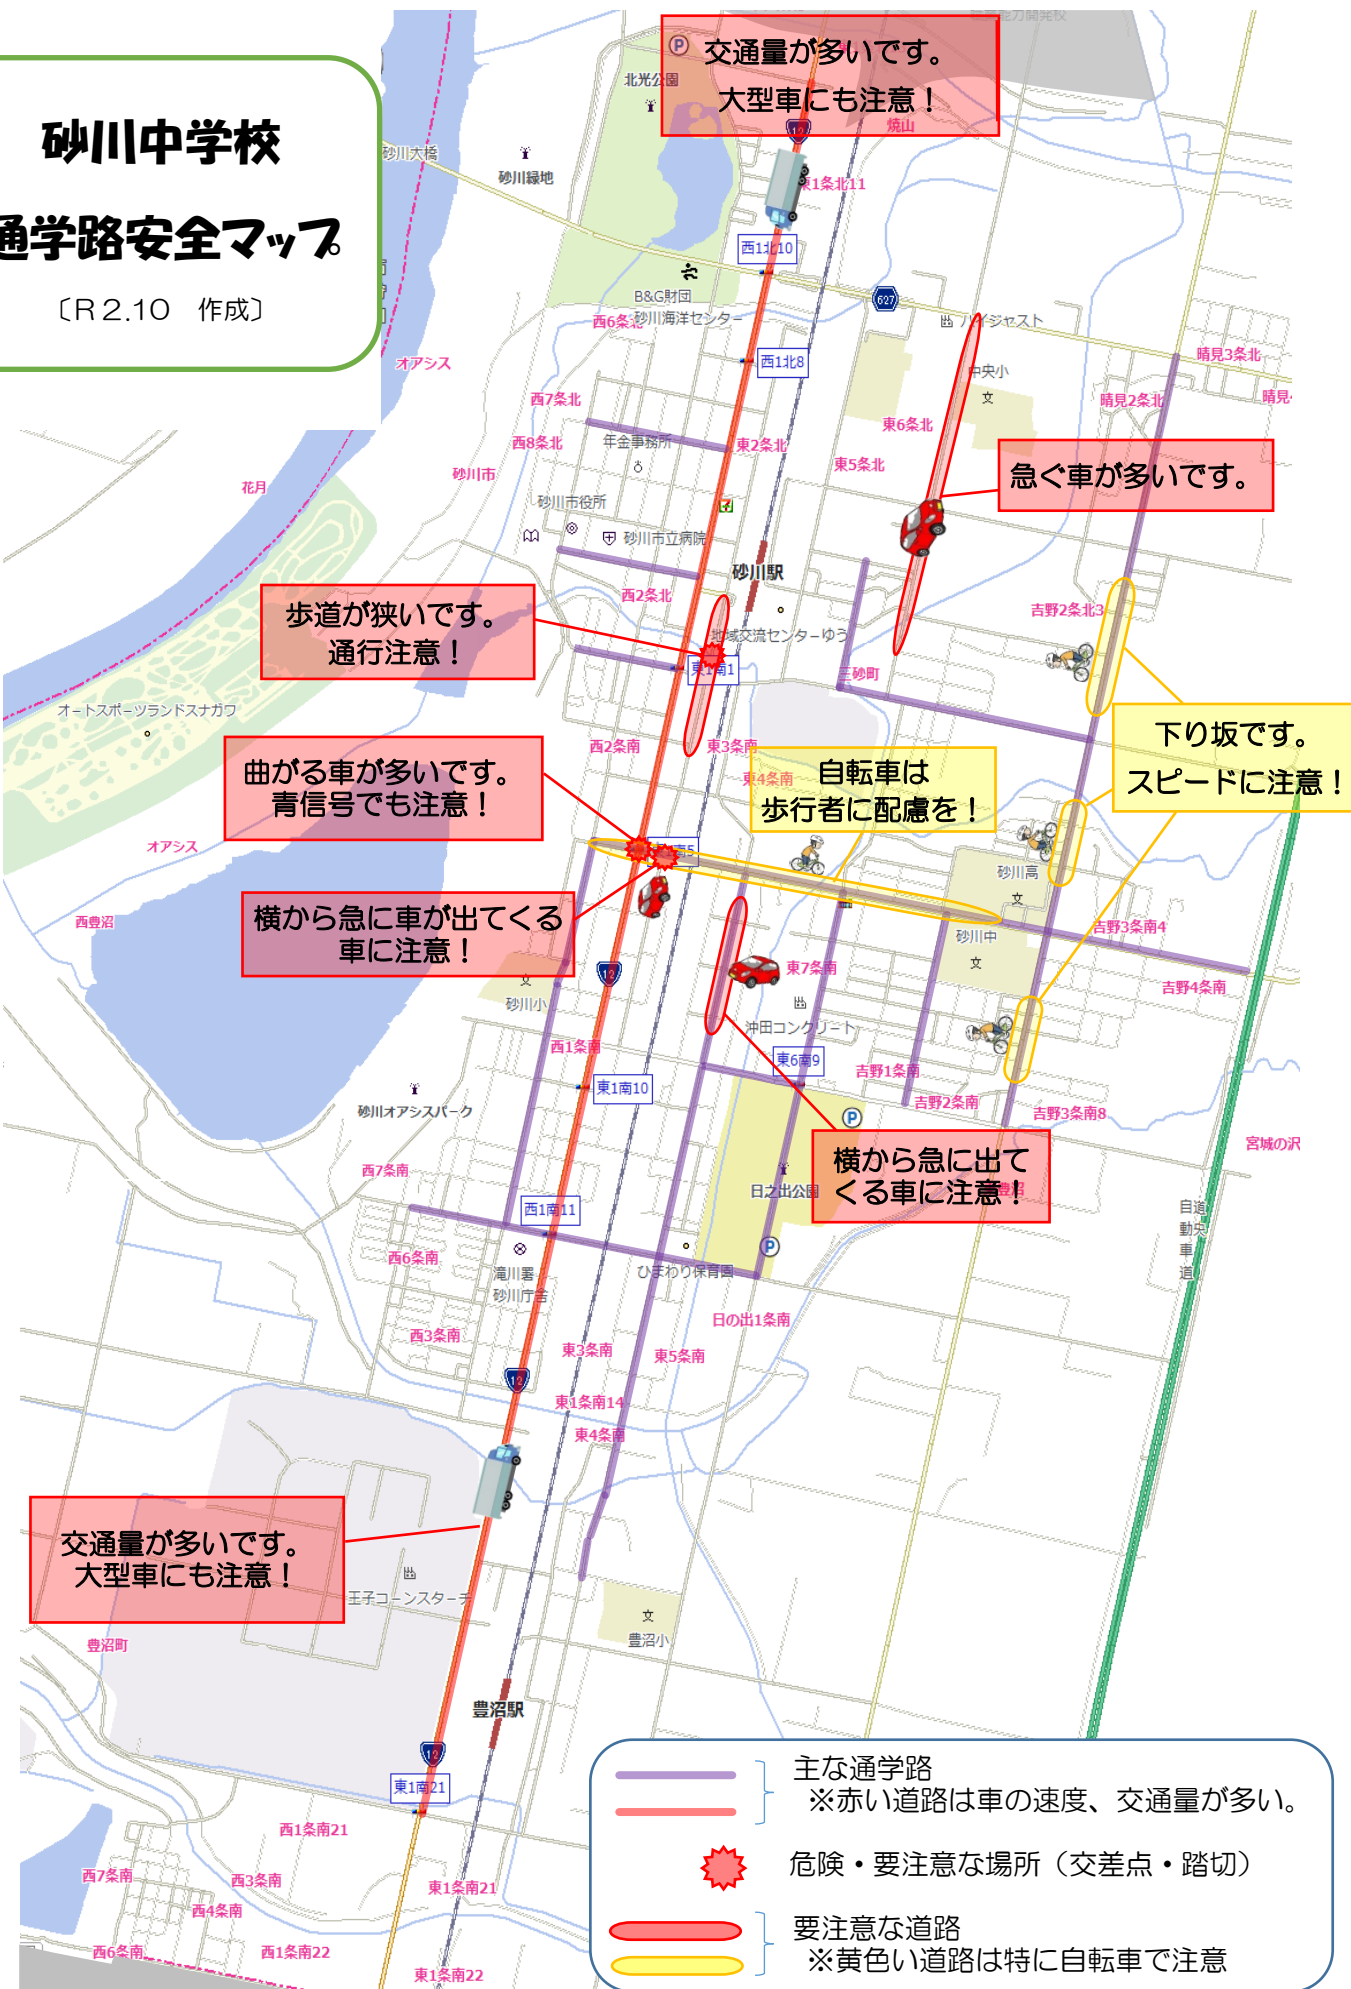 砂川中学校
通学路安全マップ
〔R2.10　作成〕
交通量が多いです。
大型車にも注意！
北光公園
焼山
砂川大橋
砂川緑地
12
東1条北11
西1北10
B&G財団
砂川海洋センター
西6条北
627
ハイジャスト
オアシス
西1北8
中央小
晴見3条北
晴見2条北
晴見
西7条北
西8条北
年金事務所
東2条北
東6条北
東5条北
砂川市
花月
急ぐ車が多いです。
砂川市役所
砂川市立病院
砂川駅
西2条北
歩道が狭いです。
通行注意！
地域交流センターゆう
吉野2条北3
東1南1
三砂町
オートスポーツランドスナガワ
西2条南
東3条南
下り坂です。
スピードに注意！
曲がる車が多いです。
青信号でも注意！
東4条南
自転車は
歩行者に配慮を！
オアシス
砂川高
横から急に車が出てくる
車に注意！
西豊沼
砂川中
吉野3条南4
12
東7条南
吉野4条南
砂川小
沖田コンクリート
西1条南
東6南9
吉野1条南
東1南10
砂川オアシスパーク
吉野2条南
吉野3条南8
横から急に出て
くる車に注意！
宮城の沢
西7条南
日之出公園
豊沼
西1南11
道央
自動車道
西6条南
滝川署
砂川庁舎
ひまわり保育園
西3条南
日の出1条南
東3条南
東5条南
12
東1条南14
東4条南
交通量が多いです。
大型車にも注意！
王子コーンスターチ
豊沼町
豊沼小
豊沼駅
12
東1南21
西1条南21
西7条南
西3条南
東1条南21
西4条南
西6条南
西1条南22
東1条南22
主な通学路
※赤い道路は車の速度、交通量が多い。
危険・要注意な場所（交差点・踏切）
要注意な道路
※黄色い道路は特に自転車で注意